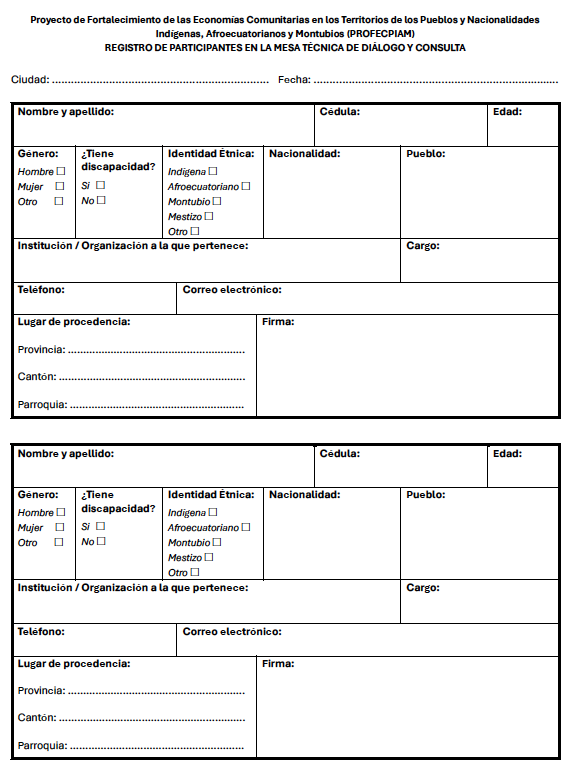 Proyecto de Fortalecimiento de las Economías Comunitarias en los Territorios de los Pueblos y Nacionalidades
Indígenas, Afroecuatorianos y Montubios (PROFECPIAM)
REGISTRO DE PARTICIPANTES EN LA MESA TÈCNICA DE DIÁLOGO Y CONSULTA
Ciudad: ..................................................................... Fecha: ..............................................................................
Nombre y apellido: Cédula: Edad:
Género: ¿Tiene Identidad Étnica: Nacionalidad: Pueblo:
discapacidad?
Hombre ☐ Indígena ☐
Mujer ☐ Si ☐ Afroecuatoriano ☐
Otro ☐ No ☐ Montubio ☐
Mestizo ☐
Otro ☐
Institución / Organización a la que pertenece: Cargo:
Teléfono: Correo electrónico:
Lugar de procedencia: Firma:
Provincia: ...........................................................
Cantón: ..............................................................
Parroquia: ..........................................................
Nombre y apellido: Cédula: Edad:
Género: ¿Tiene Identidad Étnica: Nacionalidad: Pueblo:
discapacidad?
Hombre ☐ Indígena ☐
Mujer ☐ Si ☐ Afroecuatoriano ☐
Otro ☐ No ☐ Montubio ☐
Mestizo ☐
Otro ☐
Institución / Organización a la que pertenece: Cargo:
Teléfono: Correo electrónico:
Lugar de procedencia: Firma:
Provincia: ...........................................................
Cantón: ..............................................................
Parroquia: ..........................................................